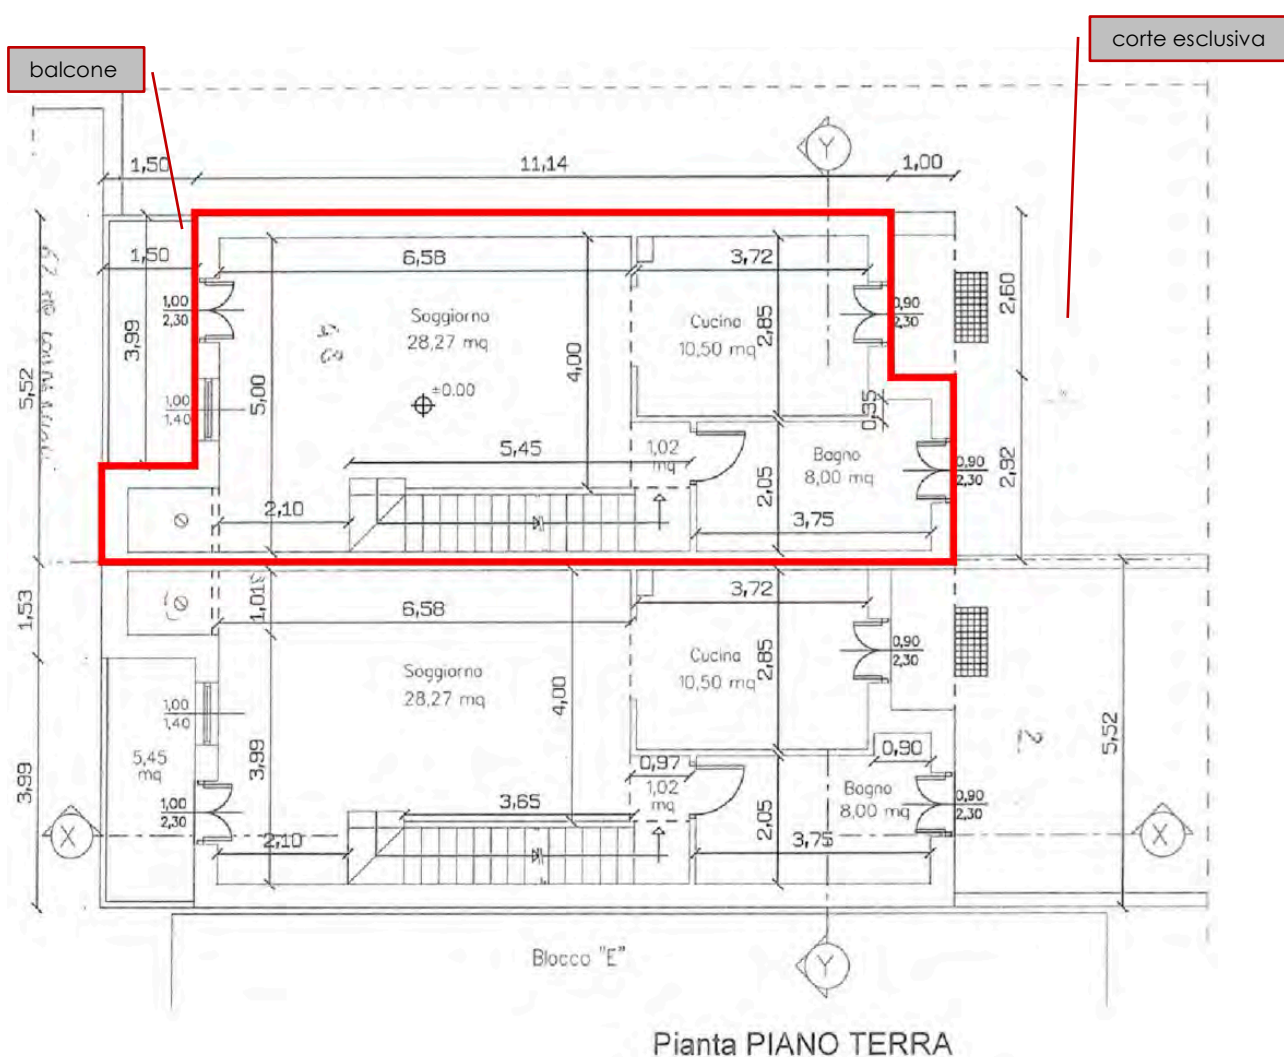 corte esclusiva
balcone
Y
1,50
11,14
1,00
1,50
6,58
3,72
5,52
3,99
1,00
2,30
Soggiorno
28,27 mq
Cucina
10,50 mq
2,85
0,90
2,30
2,60
4,00
±0.00
5,00
1,00
1,40
0,35
5,45
1,02
mq
Bagno
8,00 mq
0,90
2,30
2,92
2,05
2,10
3,75
1,53
1,01
6,58
3,72
Soggiorno
28,27 mq
Cucina
10,50 mq
2,85
0,90
2,30
4,00
1,00
1,40
5,45
mq
3,99
3,99
0,97
1,02
mq
0,90
Bagno
8,00 mq
0,90
2,30
5,52
1,00
2,30
3,65
2,05
X
2,10
3,75
X
Blocco "E"
Y
Pianta PIANO TERRA